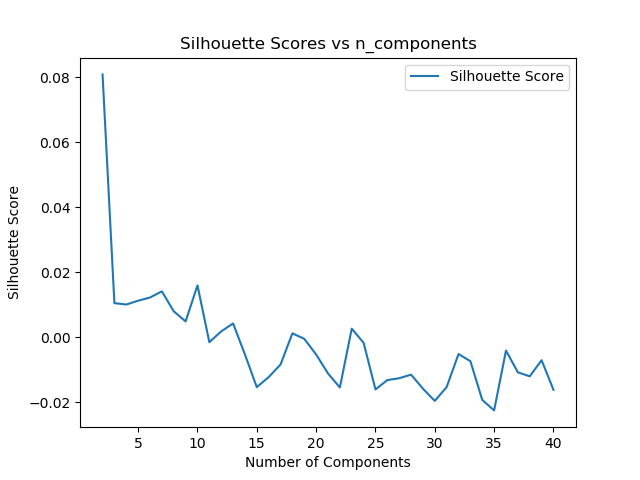 Silhouette Scores vs n_components
Silhouette Score
0.08
0.06
0.04
0.02
0.00
−0.02
Silhouette Score
5 10 15 20 25 30 35 40
Number of Components